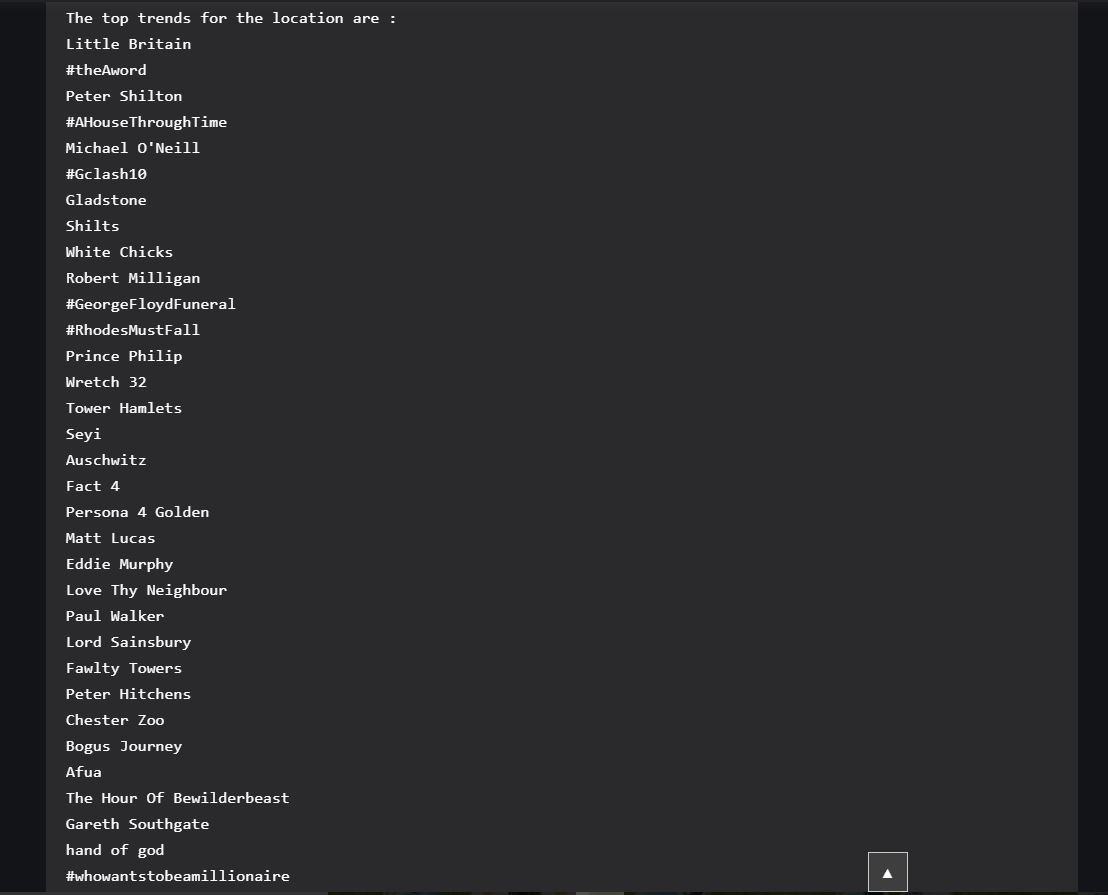 The top trends for the location are :
Little Britain
#theAword
Peter Shilton
#AHouseThroughTime
Michael O'Neill
#Gclash10
Gladstone
Shilts
White Chicks
Robert Milligan
#GeorgeFloydFuneral
#RhodesMustFall
Prince Philip
Wretch 32
Tower Hamlets
Seyi
Auschwitz
Fact 4
Persona 4 Golden
Matt Lucas
Eddie Murphy
Love Thy Neighbour
Paul Walker
Lord Sainsbury
Fawlty Towers
Peter Hitchens
Chester Zoo
Bogus Journey
Afua
The Hour Of Bewilderbeast
Gareth Southgate
hand of god
#whowantstobeamillionaire